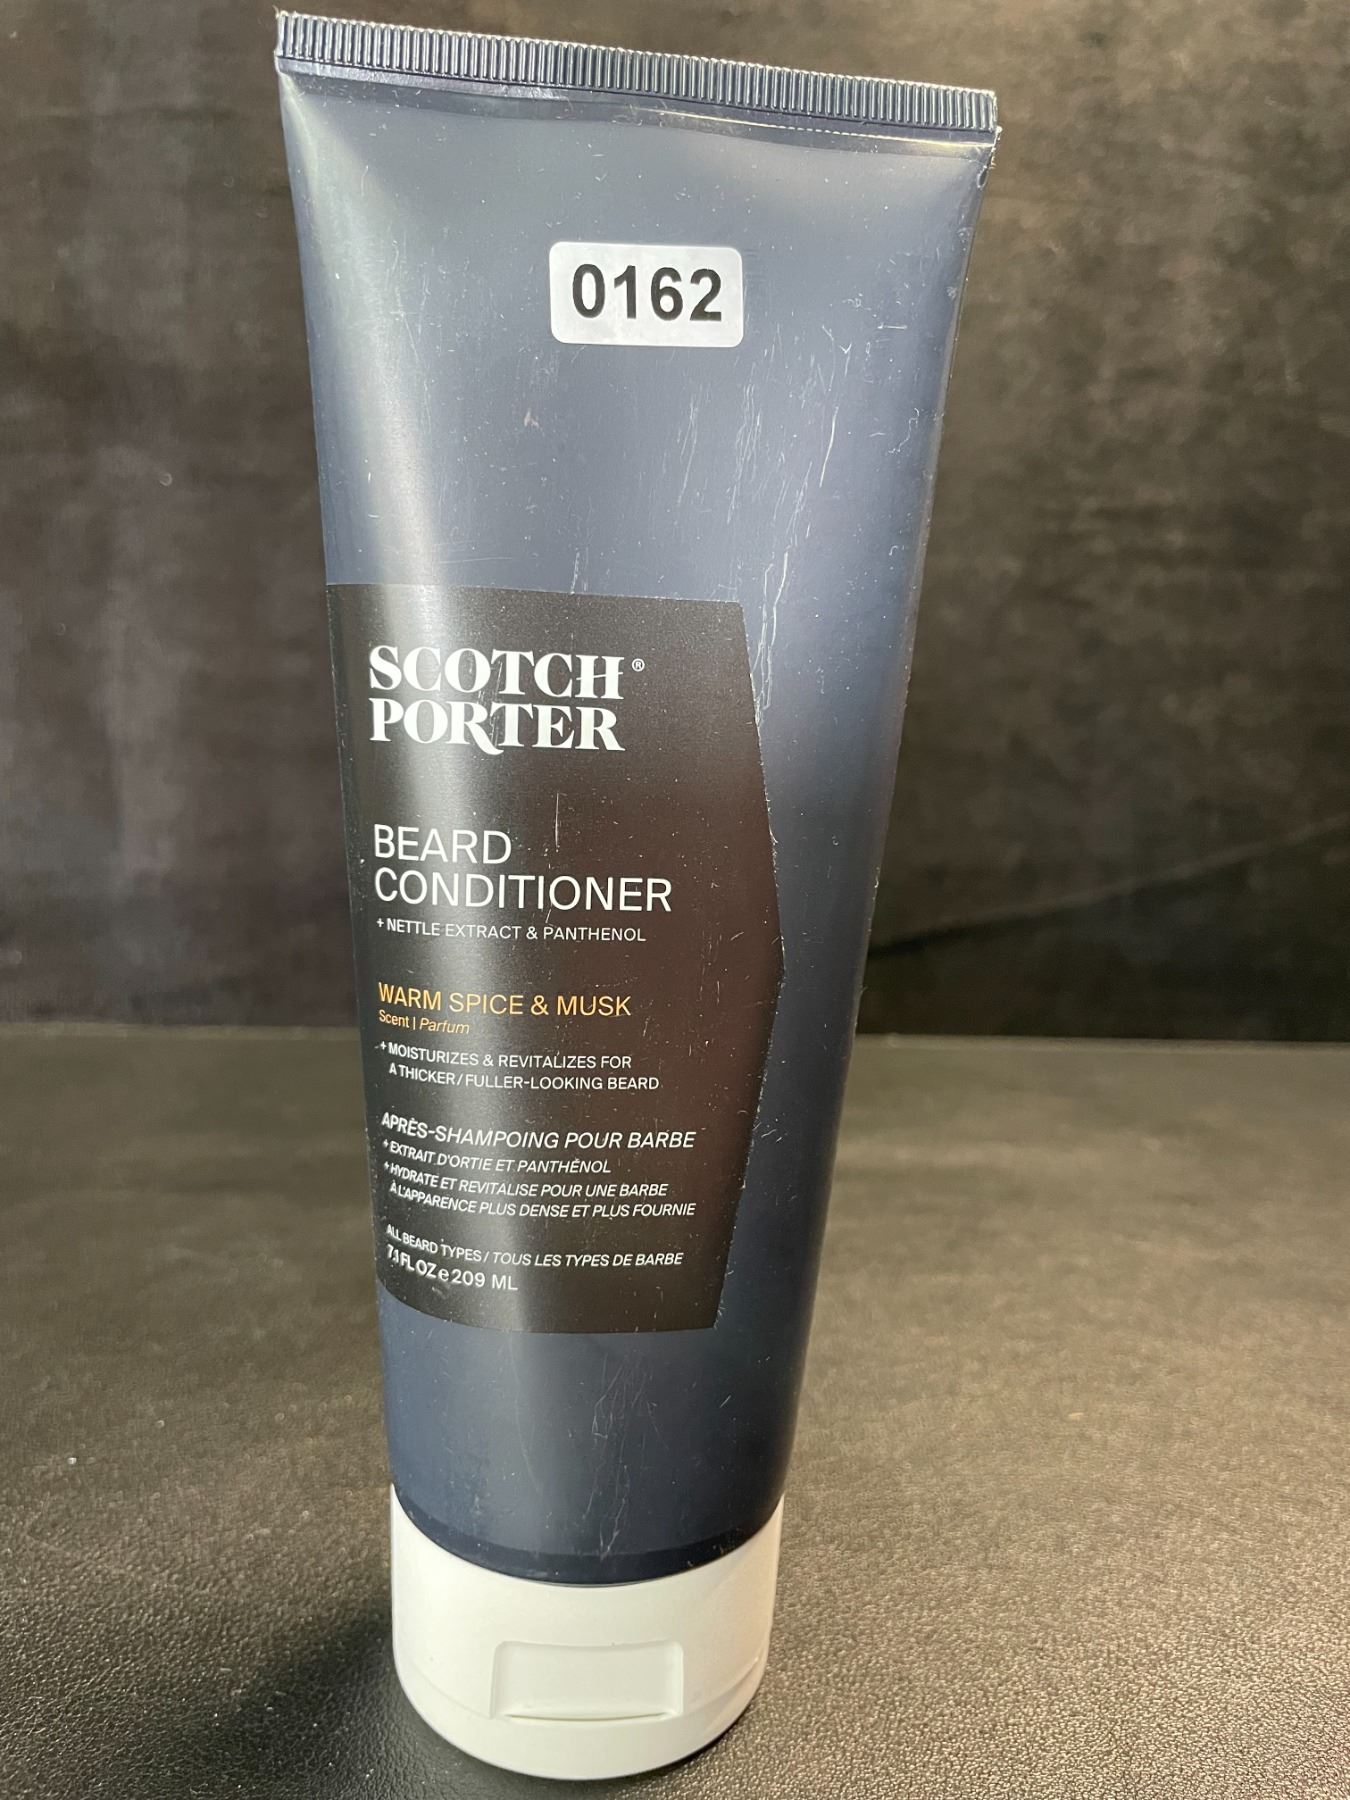 0162
SCOTCH®
PORTER
BEARD
CONDITIONER
+ NETTLE EXTRACT & PANTHENOL
WARM SPICE & MUSK
Scent | Parfum
+ MOISTURIZES & REVITALIZES FOR
A THICKER / FULLER-LOOKING BEARD
APRÈS-SHAMPOING POUR BARBE
+ EXTRAIT D'ORTIE ET PANTHÉNOL
+ HYDRATE ET REVITALISE POUR UNE BARBE
À L'APPARENCE PLUS DENSE ET PLUS FOURNIE
ALL BEARD TYPES / TOUS LES TYPES DE BARBE
7.1 FL OZ e 209 ML